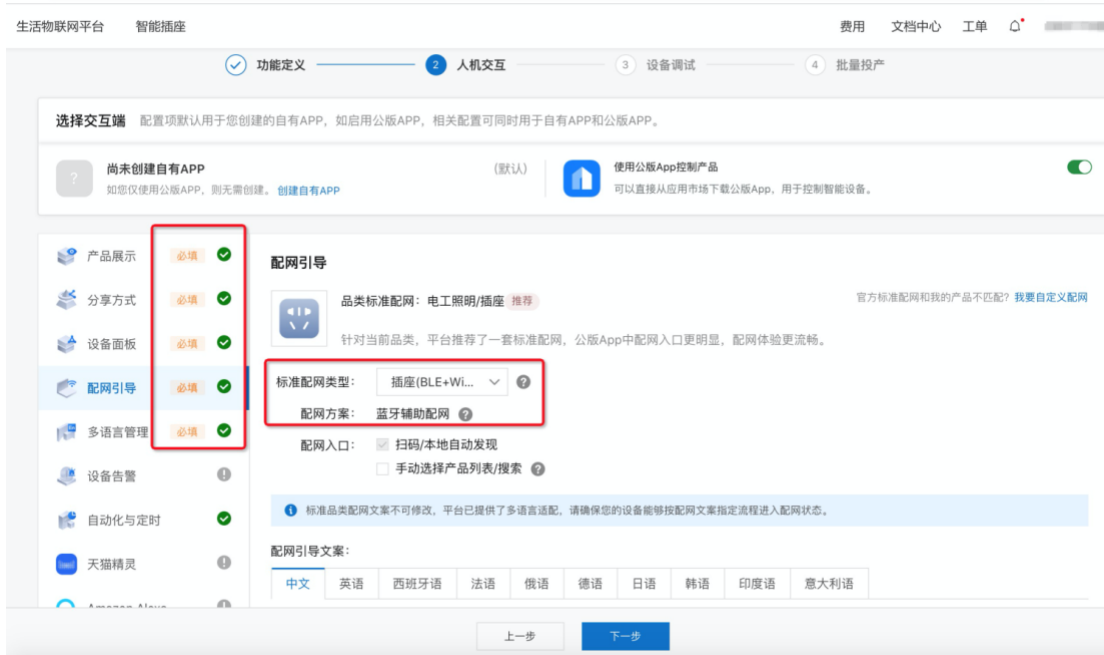 生活物联网平台 智能插座 费用 文档中心 工单
功能定义 2 人机交互 3 设备调试 4 批量投产
选择交互端 配置项默认用于您创建的自有APP，如启用公版APP，相关配置可同时用于自有APP和公版APP。
? 尚未创建自有APP (默认)
如您仅使用公版APP，则无需创建。 创建自有APP
使用公版App控制产品
可以直接从应用市场下载公版App，用于控制智能设备。
产品展示 必填
分享方式 必填
设备面板 必填
配网引导 必填
多语言管理 必填
设备告警
自动化与定时
天猫精灵
配网引导
品类标准配网：电工照明/插座 推荐
官方标准配网和我的产品不匹配？我要自定义配网
针对当前品类，平台推荐了一套标准配网，公版App中配网入口更明显，配网体验更流畅。
标准配网类型： 插座(BLE+Wi...
配网方案： 蓝牙辅助配网
配网入口： 扫码/本地自动发现
手动选择产品列表/搜索
标准品类配网文案不可修改，平台已提供了多语言适配，请确保您的设备能够按配网文案指定流程进入配网状态。
配网引导文案：
中文 英语 西班牙语 法语 俄语 德语 日语 韩语 印度语 意大利语
上一步 下一步